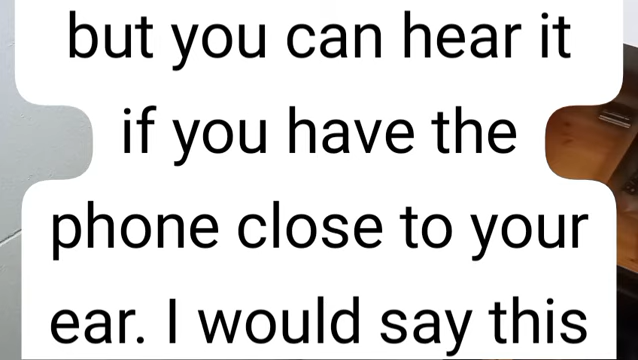 but you can hear it
if you have the
phone close to your
ear. I would say this